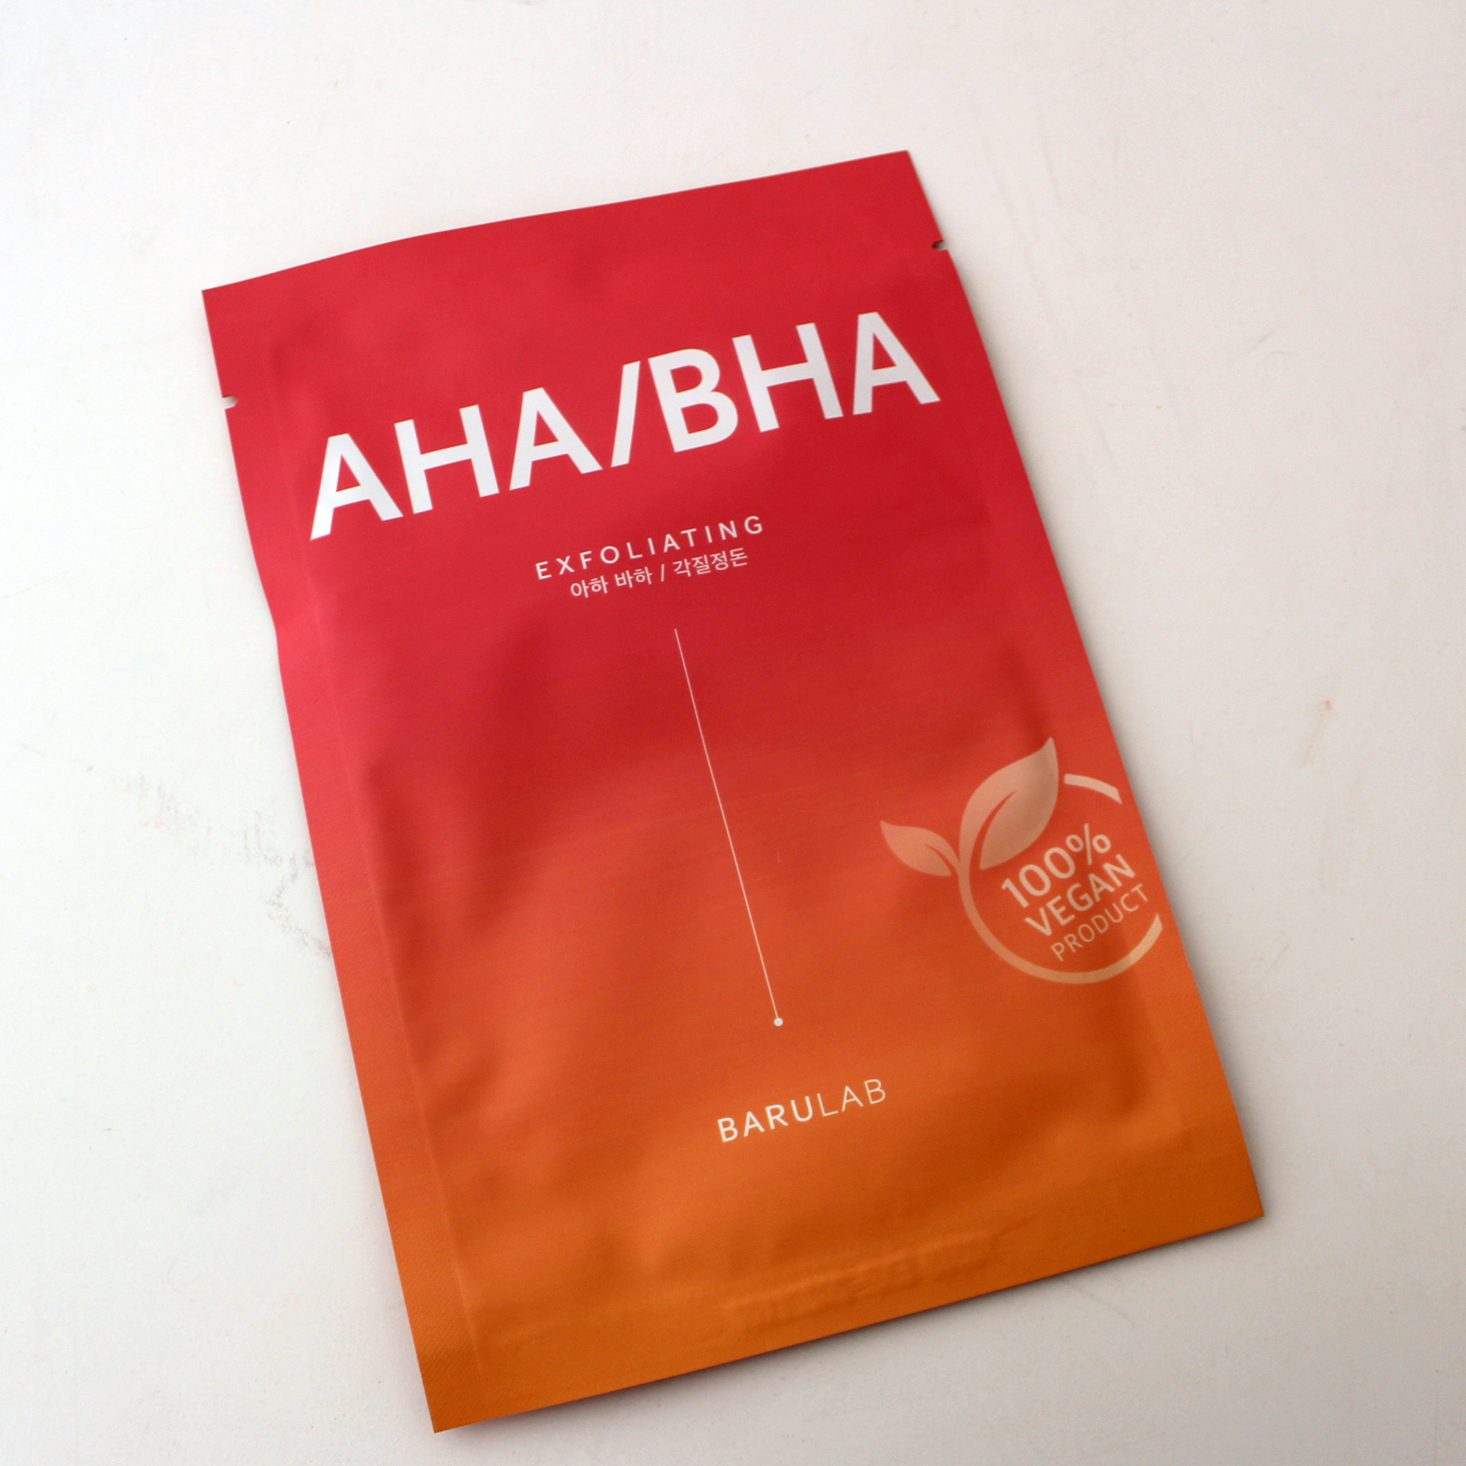 AHA/BHA
EXFOLIATING
아하 바하 / 각질정돈
100%
VEGAN
PRODUCT
BARULAB